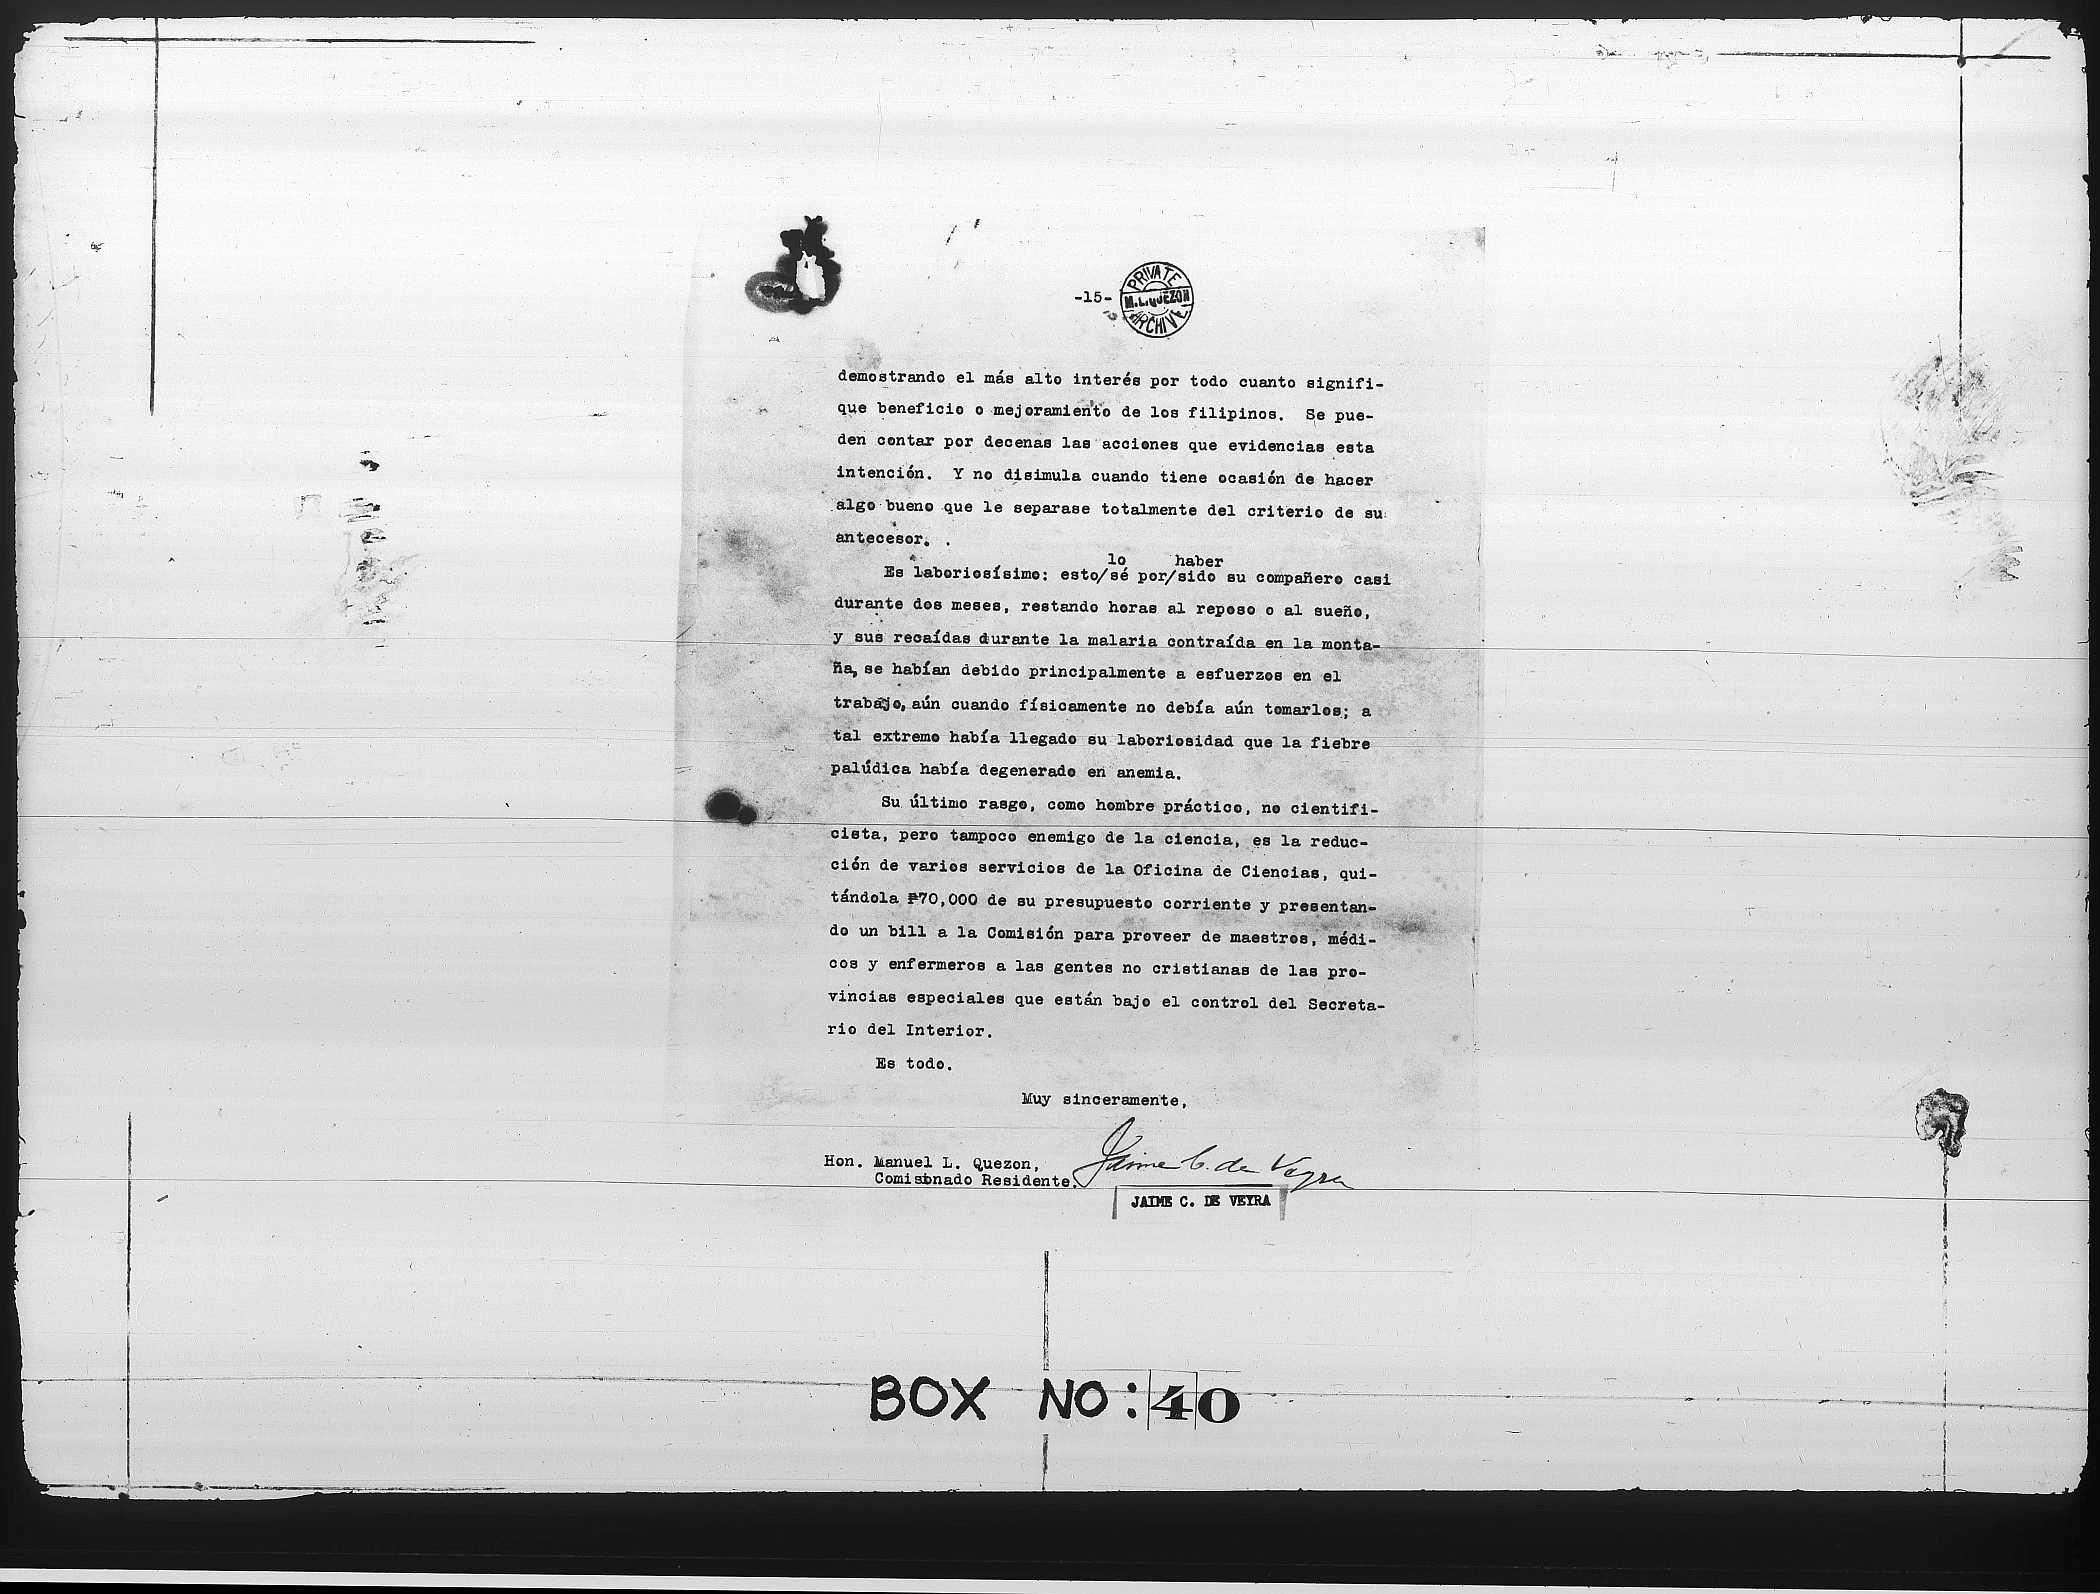 -15-
PRIVATE
M.L.QUEZON
ARCHIVE
demostrando el más alto interés por todo cuanto signifi-
que beneficio o mejoramiento de los filipinos. Se pue-
den contar por decenas las acciones que evidencias esta
intención. Y no disimula cuando tiene ocasión de hacer
algo bueno que le separase totalmente del criterio de su
antecesor.
lo haber
Es laboriosísimo: esto/sé por/sido su compañero casi
durante dos meses, restando horas al reposo o al sueño,
y sus recaídas durante la malaria contraída en la monta-
ña, se habían debido principalmente a esfuerzos en el
trabajo, aún cuando físicamente no debía aún tomarlos; a
tal extremo había llegado su laboriosidad que la fiebre
palúdica había degenerado en anemia.
Su último rasgo, como hombre práctico, no cientifi-
cista, pero tampoco enemigo de la ciencia, es la reduc-
ción de varios servicios de la Oficina de Ciencias, qui-
tándola ₱70,000 de su presupuesto corriente y presentan-
do un bill a la Comisión para proveer de maestros, médi-
cos y enfermeros a las gentes no cristianas de las pro-
vincias especiales que están bajo el control del Secreta-
rio del Interior.
Es todo.
Muy sinceramente,
Jaime C. de Veyra
Hon. Manuel L. Quezon,
Comisionado Residente.
JAIME C. DE VEYRA
BOX NO: 40